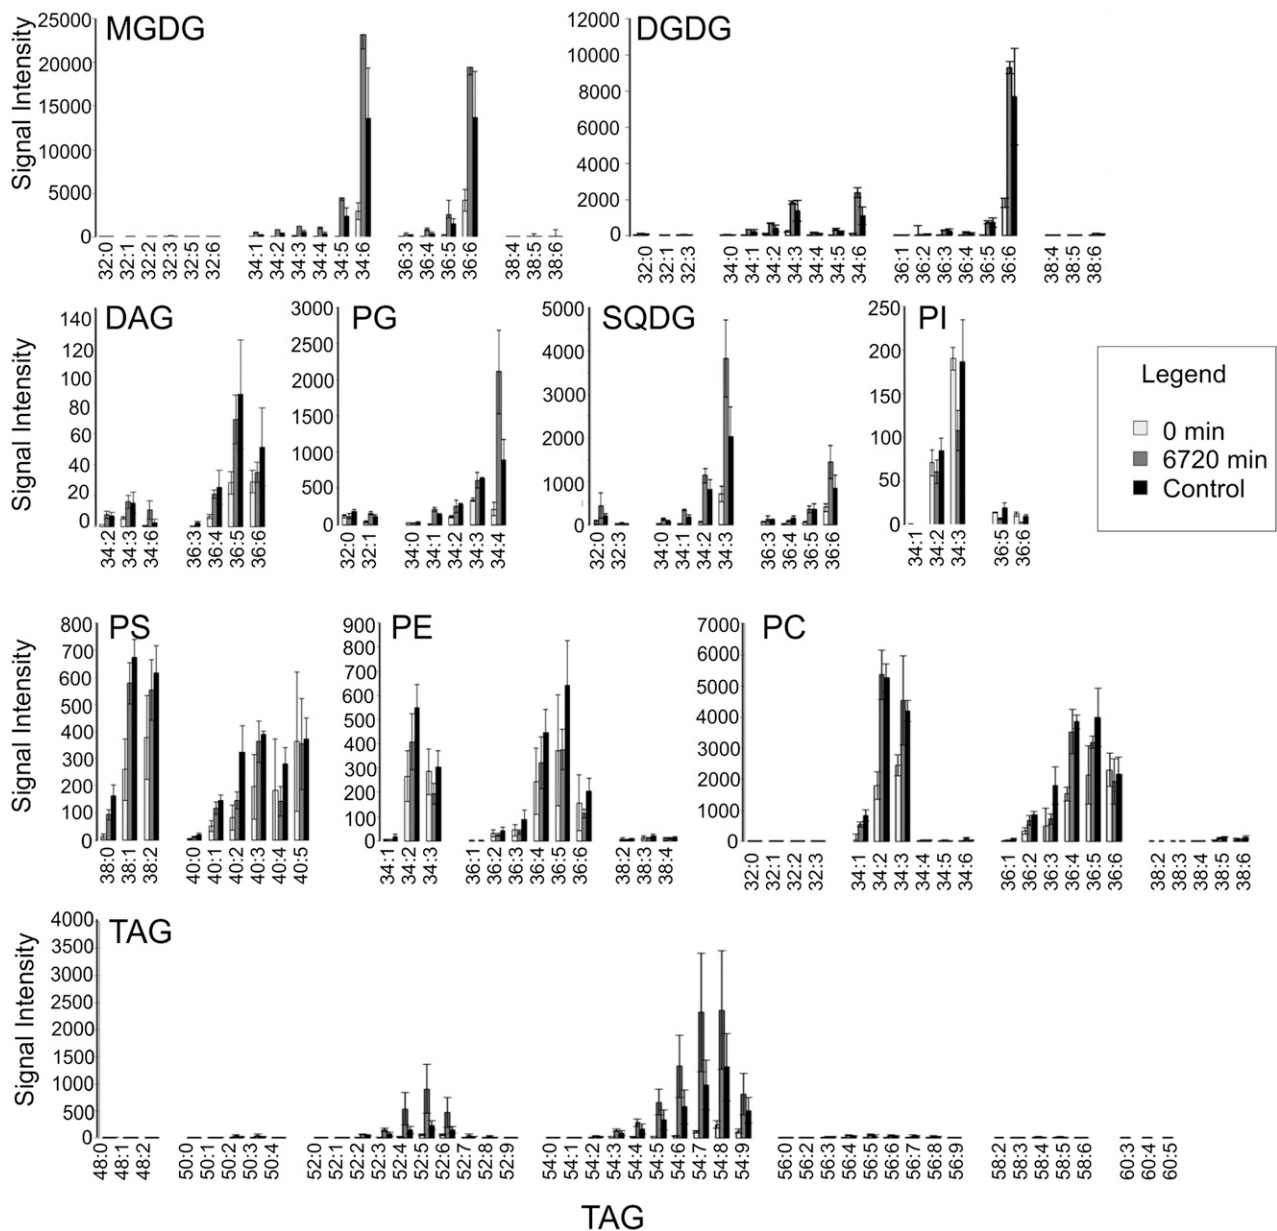 MGDG
Signal Intensity
25000
20000
15000
10000
5000
0
32:0 32:1 32:2 32:3 32:5 32:6 34:1 34:2 34:3 34:4 34:5 34:6 36:3 36:4 36:5 36:6 38:4 38:5 38:6
DGDG
12000
10000
8000
6000
4000
2000
0
32:0 32:1 32:3 34:0 34:1 34:2 34:3 34:4 34:5 34:6 36:1 36:2 36:3 36:4 36:5 36:6 38:4 38:5 38:6
DAG
Signal Intensity
140
120
100
80
60
40
20
0
34:2 34:3 34:6 36:3 36:4 36:5 36:6
PG
3000
2500
2000
1500
1000
500
0
32:0 32:1 34:0 34:1 34:2 34:3 34:4
SQDG
5000
4000
3000
2000
1000
0
32:0 32:3 34:0 34:1 34:2 34:3 36:3 36:4 36:5 36:6
PI
250
200
150
100
50
0
34:1 34:2 34:3 36:5 36:6
Legend
0 min
6720 min
Control
PS
Signal Intensity
800
700
600
500
400
300
200
100
0
38:0 38:1 38:2 40:0 40:1 40:2 40:3 40:4 40:5
PE
900
800
700
600
500
400
300
200
100
0
34:1 34:2 34:3 36:1 36:2 36:3 36:4 36:5 36:6 38:2 38:3 38:4
PC
7000
6000
5000
4000
3000
2000
1000
0
32:0 32:1 32:2 32:3 34:1 34:2 34:3 34:4 34:5 34:6 36:1 36:2 36:3 36:4 36:5 36:6 38:2 38:3 38:4 38:5 38:6
TAG
Signal Intensity
4000
3500
3000
2500
2000
1500
1000
500
0
48:0 48:1 48:2 50:0 50:1 50:2 50:3 50:4 52:0 52:1 52:2 52:3 52:4 52:5 52:6 52:7 52:8 52:9 54:0 54:1 54:2 54:3 54:4 54:5 54:6 54:7 54:8 54:9 56:0 56:2 56:3 56:4 56:5 56:6 56:7 56:8 56:9 58:2 58:3 58:4 58:5 58:6 60:3 60:4 60:5
TAG